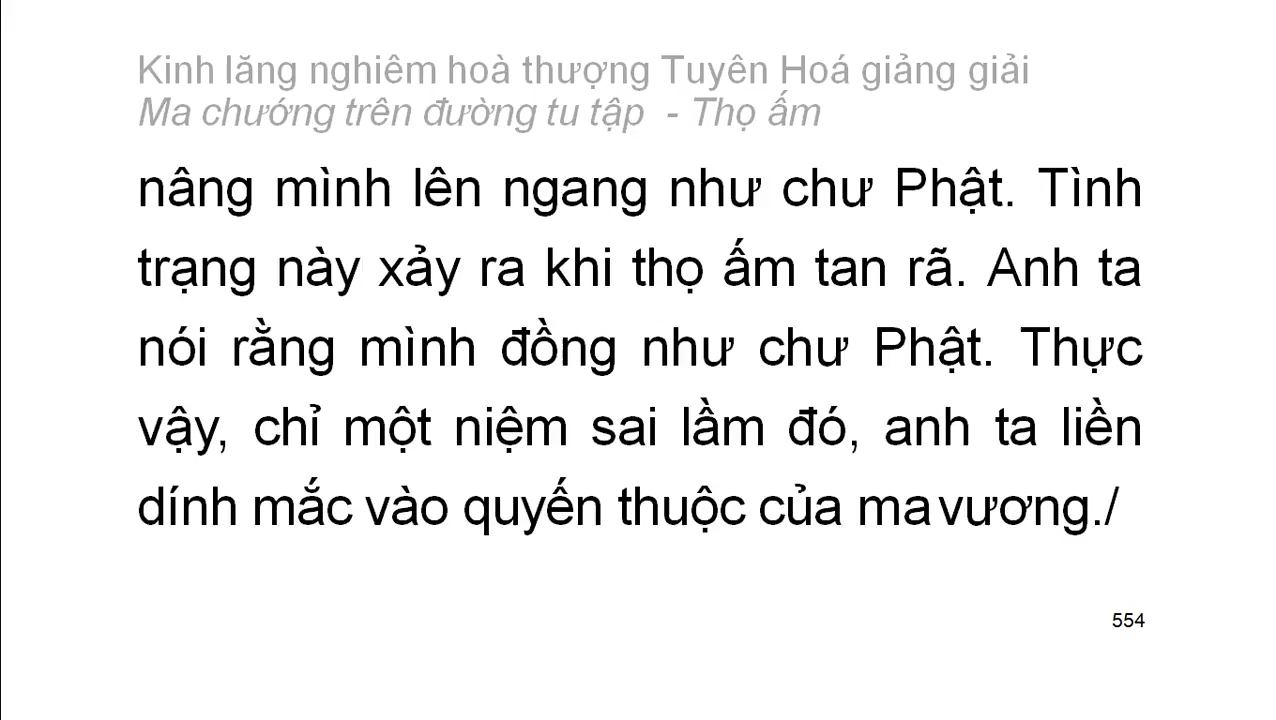 Kinh lăng nghiêm hoà thượng Tuyên Hoá giảng giải
Ma chướng trên đường tu tập - Thọ ấm
nâng mình lên ngang như chư Phật. Tình
trạng này xảy ra khi thọ ấm tan rã. Anh ta
nói rằng mình đồng như chư Phật. Thực
vậy, chỉ một niệm sai lầm đó, anh ta liền
dính mắc vào quyến thuộc của ma vương./
554